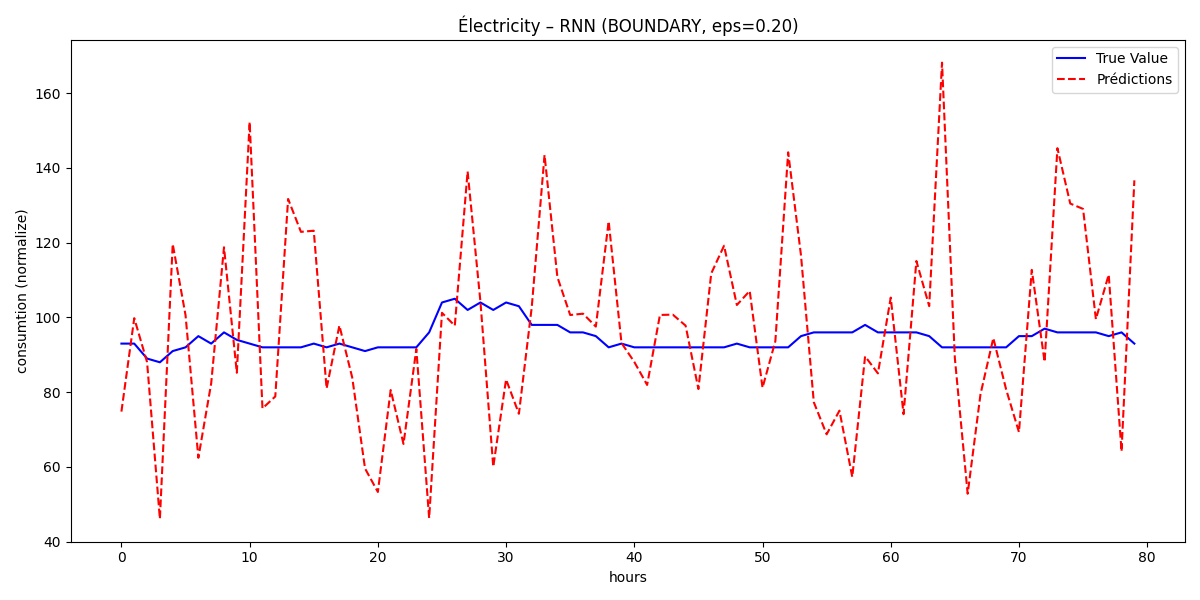 Électricity – RNN (BOUNDARY, eps=0.20)
True Value
Prédictions
consumtion (normalize)
160
140
120
100
80
60
40
0 10 20 30 40 50 60 70 80
hours